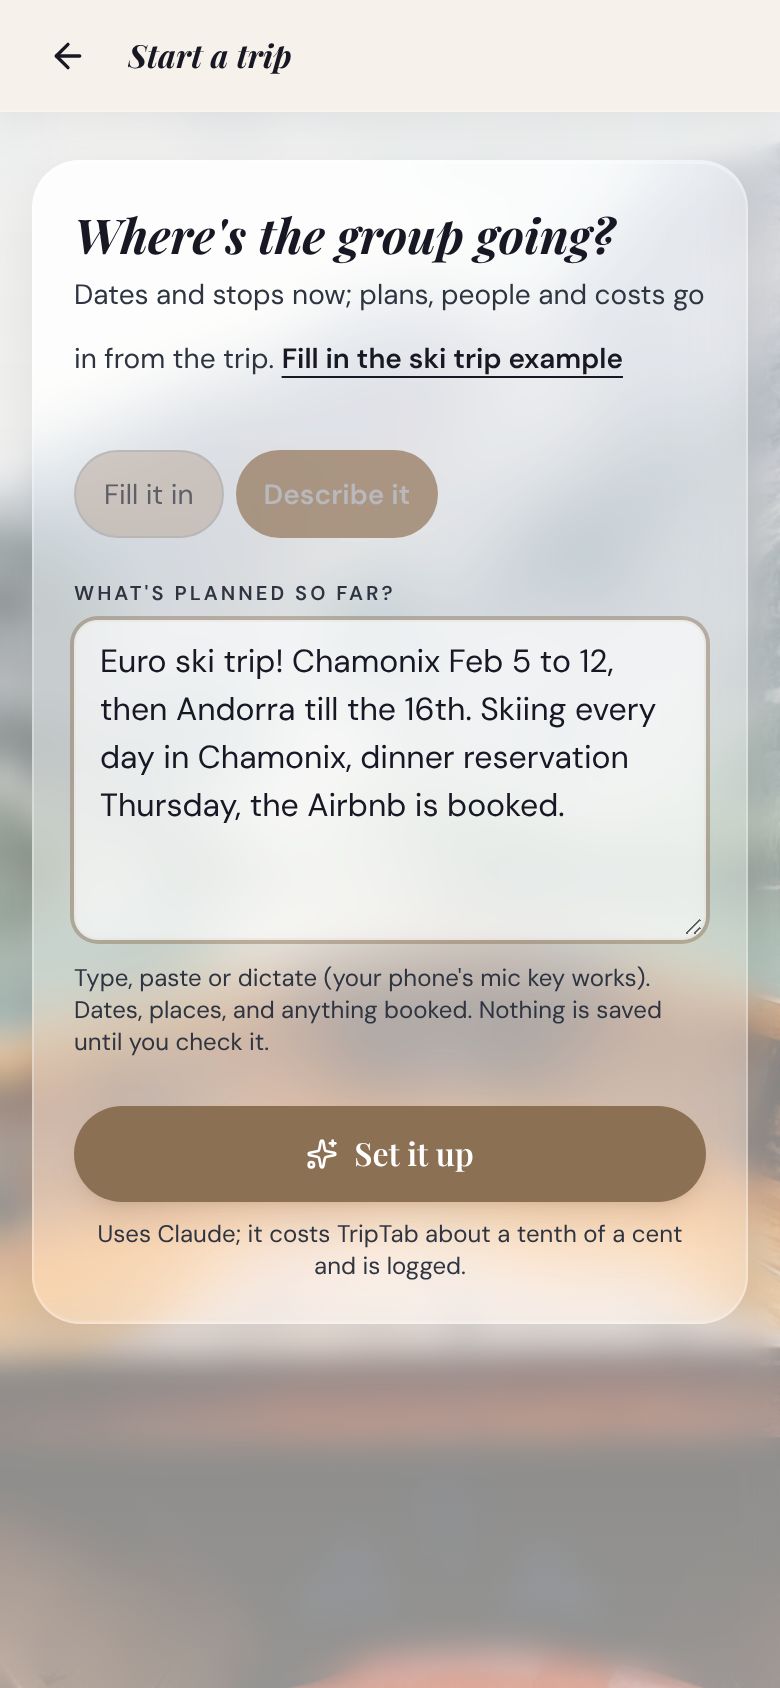 Start a trip
Where's the group going?
Dates and stops now; plans, people and costs go
in from the trip. Fill in the ski trip example
Fill it in Describe it
WHAT'S PLANNED SO FAR?
Euro ski trip! Chamonix Feb 5 to 12,
then Andorra till the 16th. Skiing every
day in Chamonix, dinner reservation
Thursday, the Airbnb is booked.
Type, paste or dictate (your phone's mic key works).
Dates, places, and anything booked. Nothing is saved
until you check it.
Set it up
Uses Claude; it costs TripTab about a tenth of a cent
and is logged.